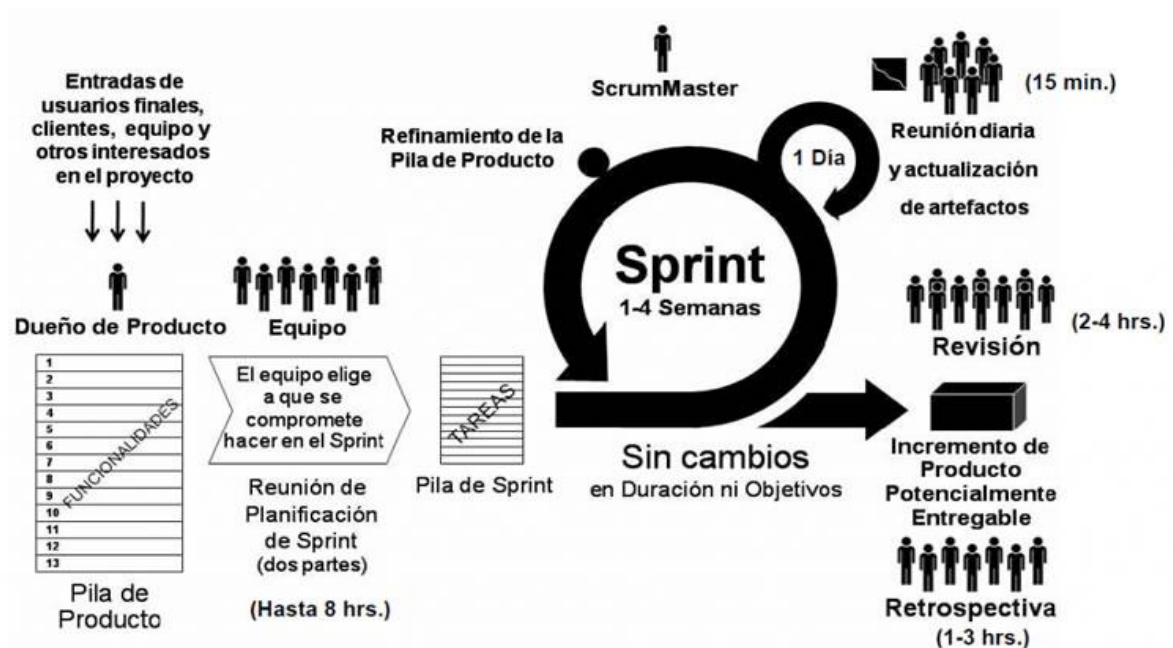 Entradas de
usuarios finales,
clientes, equipo y
otros interesados
en el proyecto
Dueño de Producto
1
2
3
4
5
6
7
8
9
10
11
12
13
FUNCIONALIDADES
Pila de
Producto
Equipo
El equipo elige
a que se
compromete
hacer en el Sprint
Reunión de
Planificación
de Sprint
(dos partes)
(Hasta 8 hrs.)
TAREAS
Pila de Sprint
Refinamiento de la
Pila de Producto
ScrumMaster
Sprint
1-4 Semanas
1 Día
Sin cambios
en Duración ni Objetivos
(15 min.)
Reunión diaria
y actualización
de artefactos
(2-4 hrs.)
Revisión
Incremento de
Producto
Potencialmente
Entregable
Retrospectiva
(1-3 hrs.)